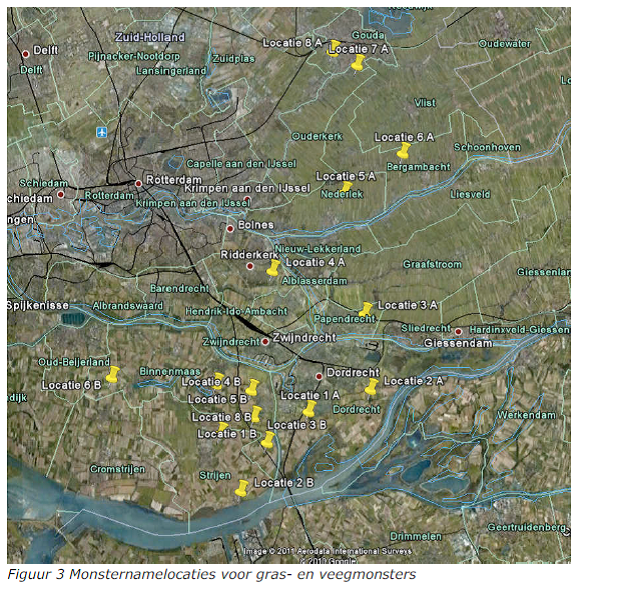 Zuid-Holland
Gouda
Locatie 8 A
Locatie 7 A
Oudewater
Delft
Pijnacker-Nootdorp
Zuidplas
Delft
Lansingerland
Vlist
Ouderkerk
Locatie 6 A
Schoonhoven
Capelle aan den IJssel
Bergambacht
Schiedam
Rotterdam
Locatie 5 A
chiedam
Rotterdam
Krimpen aan den IJssel
Nederlek
Liesveld
Krimpen aan den IJssel
ngen
Bolnes
Nieuw-Lekkerland
Ridderkerk
Locatie 4 A
Graafstroom
Giessenlan
Alblasserdam
Barendrecht
Spijkenisse
Albrandswaard
Locatie 3 A
Hendrik-Ido-Ambacht
Papendrecht
Sliedrecht
Hardinxveld-Giessen
Zwijndrecht
Zwijndrecht
Giessendam
Oud-Beijerland
Binnenmaas
Dordrecht
Locatie 6 B
Locatie 4 B
Locatie 2 A
dijk
Locatie 5 B
Locatie 1 A
Dordrecht
Locatie 8 B
Werkendam
Locatie 3 B
Locatie 1 B
Cromstrijen
Strijen
Locatie 2 B
Geertruidenberg
Drimmelen
Image © 2011 Aerodata International Surveys
© 2011 Google
Figuur 3 Monsternamelocaties voor gras- en veegmonsters